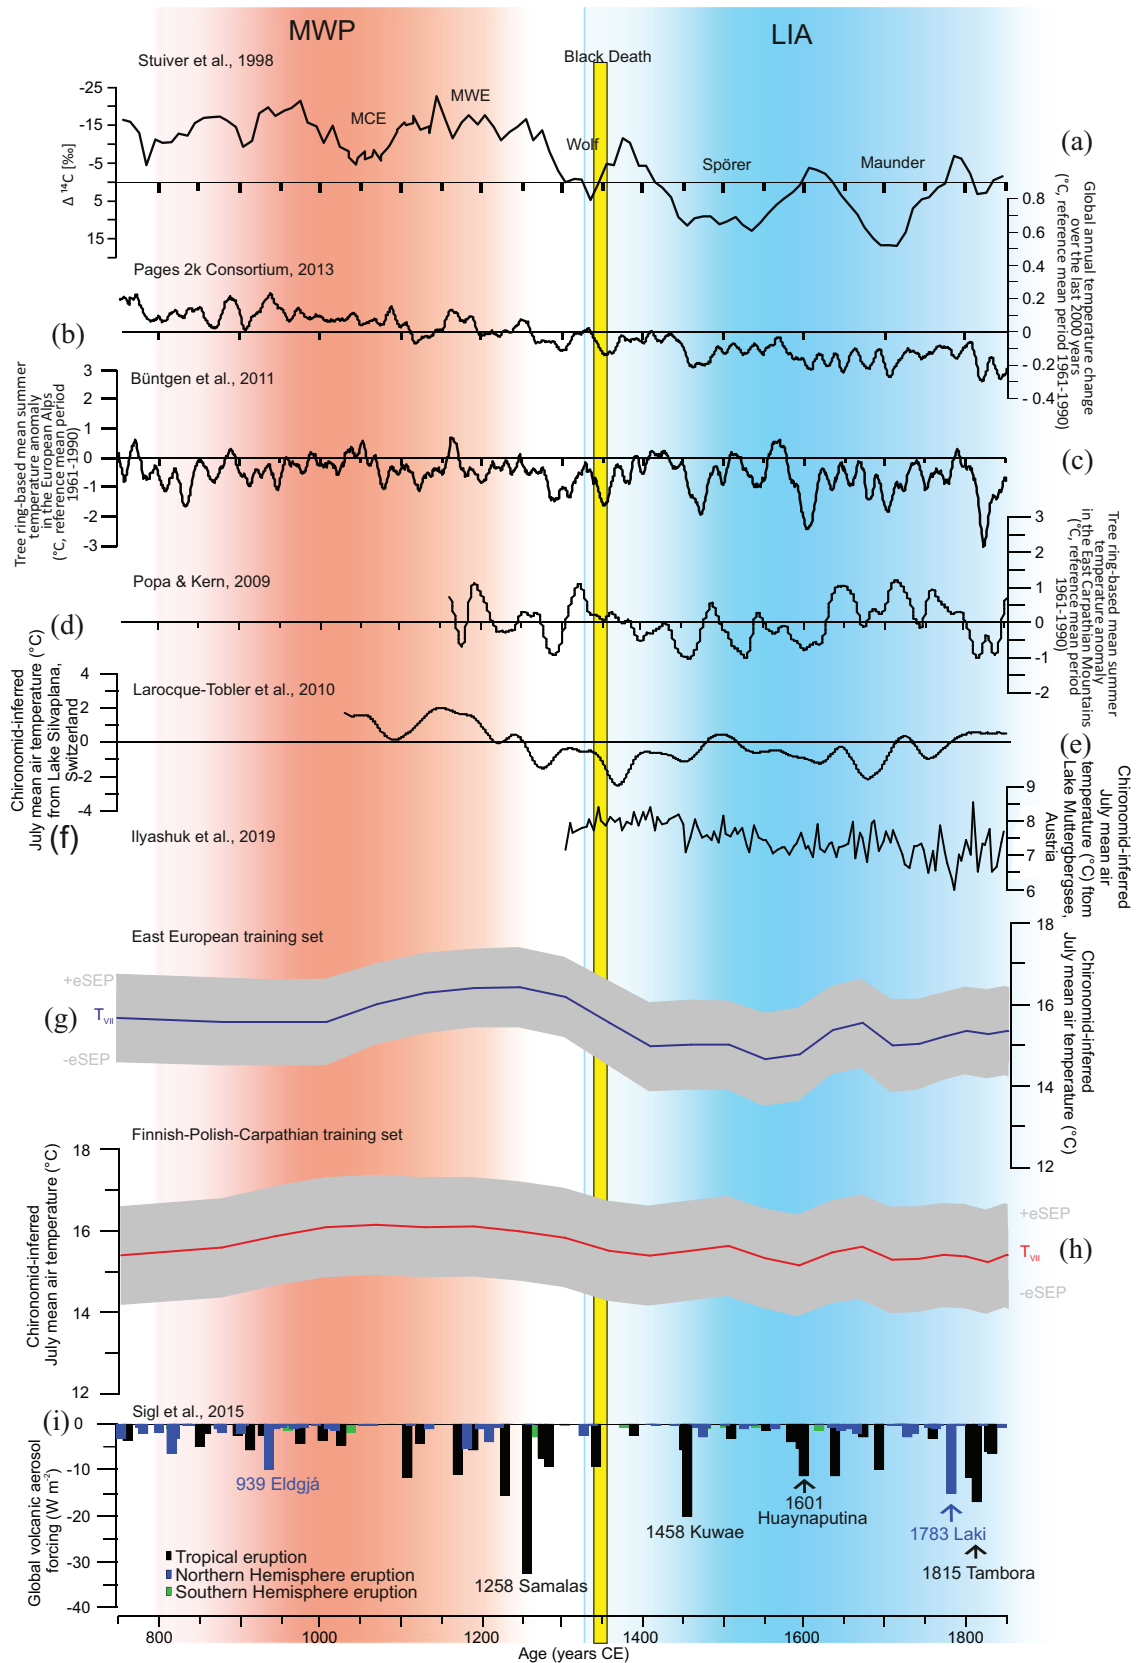 MWP
LIA
Stuiver et al., 1998
Black Death
-25
-15
-5
5
15
Δ ¹⁴C [‰]
MCE
MWE
Wolf
Spörer
Maunder
(a)
Pages 2k Consortium, 2013
(b)
0.8
0.6
0.4
0.2
0
- 0.2
- 0.4
Global annual temperature change
over the last 2000 years
(°C, reference mean period 1961-1990)
Büntgen et al., 2011
3
2
1
0
-1
-2
-3
Tree ring-based mean summer
temperature anomaly
in the European Alps
(°C, reference mean period
1961-1990)
(c)
Popa & Kern, 2009
(d)
3
2
1
0
-1
-2
Tree ring-based mean summer
temperature anomaly
in the East Carpathian Mountains
(°C, reference mean period
1961-1990)
Larocque-Tobler et al., 2010
4
2
0
-2
-4
Chironomid-inferred
July mean air temperature (°C)
from Lake Silvaplana,
Switzerland
(e)
(f)
Ilyashuk et al., 2019
9
8
7
6
Chironomid-inferred
July mean air
temperature (°C) from
Lake Muttergbergsee,
Austria
East European training set
+eSEP
(g)
TVII
-eSEP
18
16
14
12
Chironomid-inferred
July mean air temperature (°C)
Finnish-Polish-Carpathian training set
18
16
14
12
Chironomid-inferred
July mean air temperature (°C)
+eSEP
TVII
(h)
-eSEP
(i)
Sigl et al., 2015
0
-10
-20
-30
-40
Global volcanic aerosol
forcing (W m⁻²)
939 Eldgjá
1258 Samalas
1458 Kuwae
1601
Huaynaputina
1783 Laki
1815 Tambora
Tropical eruption
Northern Hemisphere eruption
Southern Hemisphere eruption
800
1000
1200
1400
1600
1800
Age (years CE)